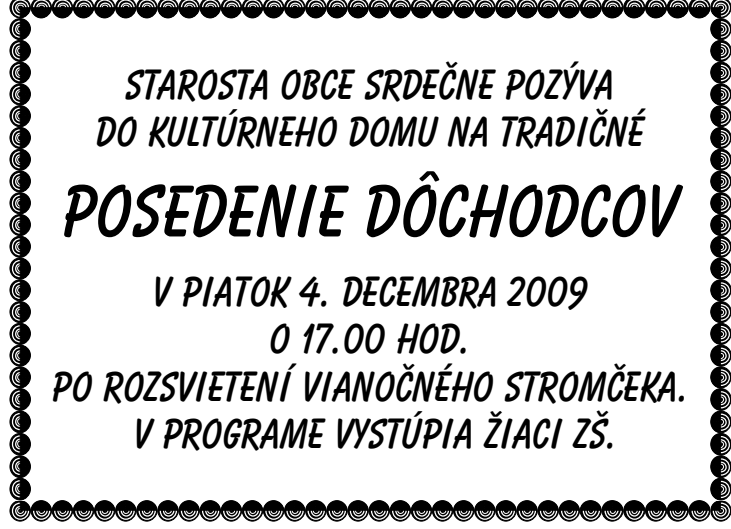 STAROSTA OBCE SRDEČNE POZÝVA
DO KULTÚRNEHO DOMU NA TRADIČNÉ
POSEDENIE DÔCHODCOV
V PIATOK 4. DECEMBRA 2009
O 17.00 HOD.
PO ROZSVIETENÍ VIANOČNÉHO STROMČEKA.
V PROGRAME VYSTÚPIA ŽIACI ZŠ.